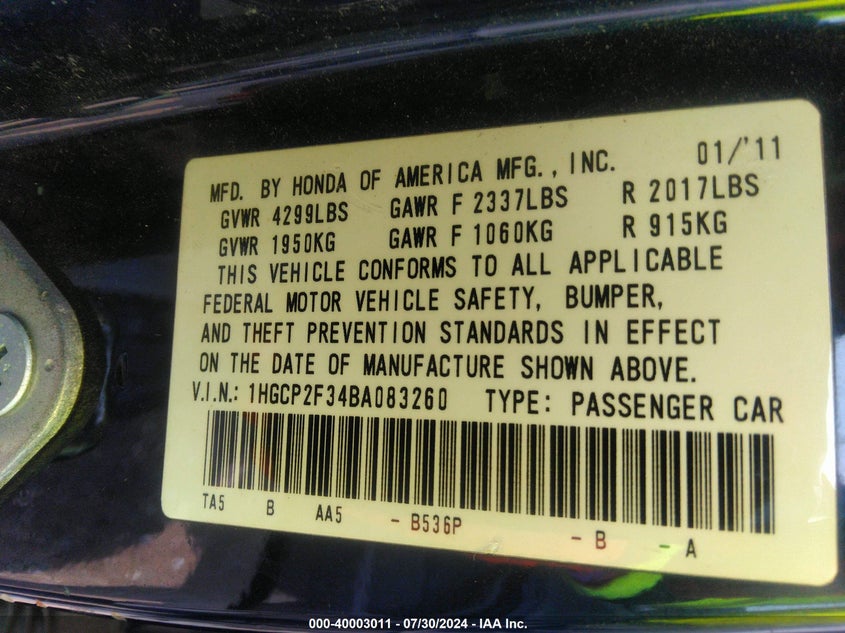 MFD. BY HONDA OF AMERICA MFG., INC. 01/'11
GVWR 4299LBS GAWR F 2337LBS R 2017LBS
GVWR 1950KG GAWR F 1060KG R 915KG
THIS VEHICLE CONFORMS TO ALL APPLICABLE
FEDERAL MOTOR VEHICLE SAFETY, BUMPER,
AND THEFT PREVENTION STANDARDS IN EFFECT
ON THE DATE OF MANUFACTURE SHOWN ABOVE.
V.I.N.: 1HGCP2F34BA083260 TYPE: PASSENGER CAR
TA5 B AA5 - B536P - B - A
000-40003011 - 07/30/2024 - IAA Inc.